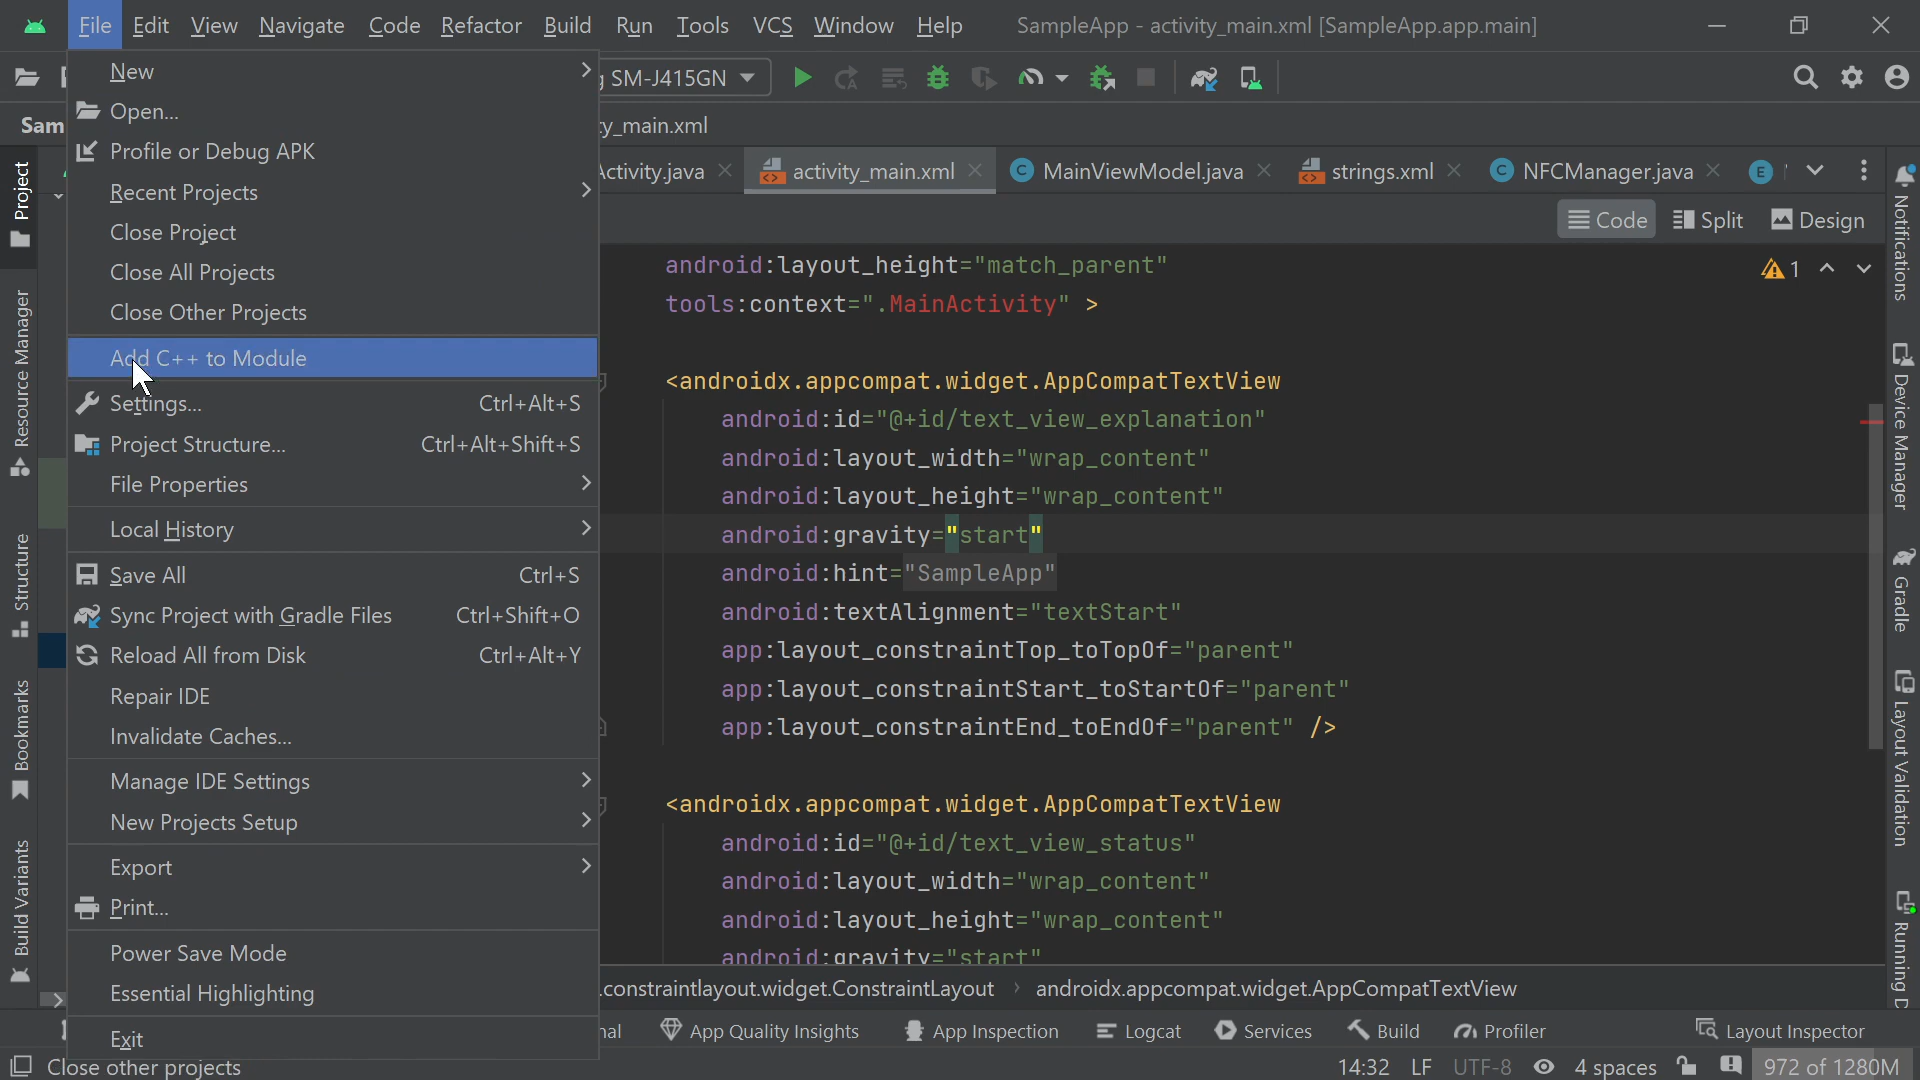 File Edit View Navigate Code Refactor Build Run Tools VCS Window Help SampleApp - activity_main.xml [SampleApp.app.main]
SM-J415GN
Sam y_main.xml
ctivity.java activity_main.xml MainViewModel.java strings.xml NFCManager.java
Code Split Design
New
Open...
Profile or Debug APK
Recent Projects
Close Project
Close All Projects
Close Other Projects
Add C++ to Module
Settings... Ctrl+Alt+S
Project Structure... Ctrl+Alt+Shift+S
File Properties
Local History
Save All Ctrl+S
Sync Project with Gradle Files Ctrl+Shift+O
Reload All from Disk Ctrl+Alt+Y
Repair IDE
Invalidate Caches...
Manage IDE Settings
New Projects Setup
Export
Print...
Power Save Mode
Essential Highlighting
Exit
Project
Resource Manager
Structure
Bookmarks
Build Variants
android:layout_height="match_parent"
tools:context=".MainActivity" >
<androidx.appcompat.widget.AppCompatTextView
android:id="@+id/text_view_explanation"
android:layout_width="wrap_content"
android:layout_height="wrap_content"
android:gravity="start"
android:hint="SampleApp"
android:textAlignment="textStart"
app:layout_constraintTop_toTopOf="parent"
app:layout_constraintStart_toStartOf="parent"
app:layout_constraintEnd_toEndOf="parent" />
<androidx.appcompat.widget.AppCompatTextView
android:id="@+id/text_view_status"
android:layout_width="wrap_content"
android:layout_height="wrap_content"
android:gravity="start"
1
Notifications
Device Manager
Gradle
Layout Validation
Running D
.constraintlayout.widget.ConstraintLayout androidx.appcompat.widget.AppCompatTextView
nal App Quality Insights App Inspection Logcat Services Build Profiler Layout Inspector
Close other projects 14:32 LF UTF-8 4 spaces 972 of 1280M